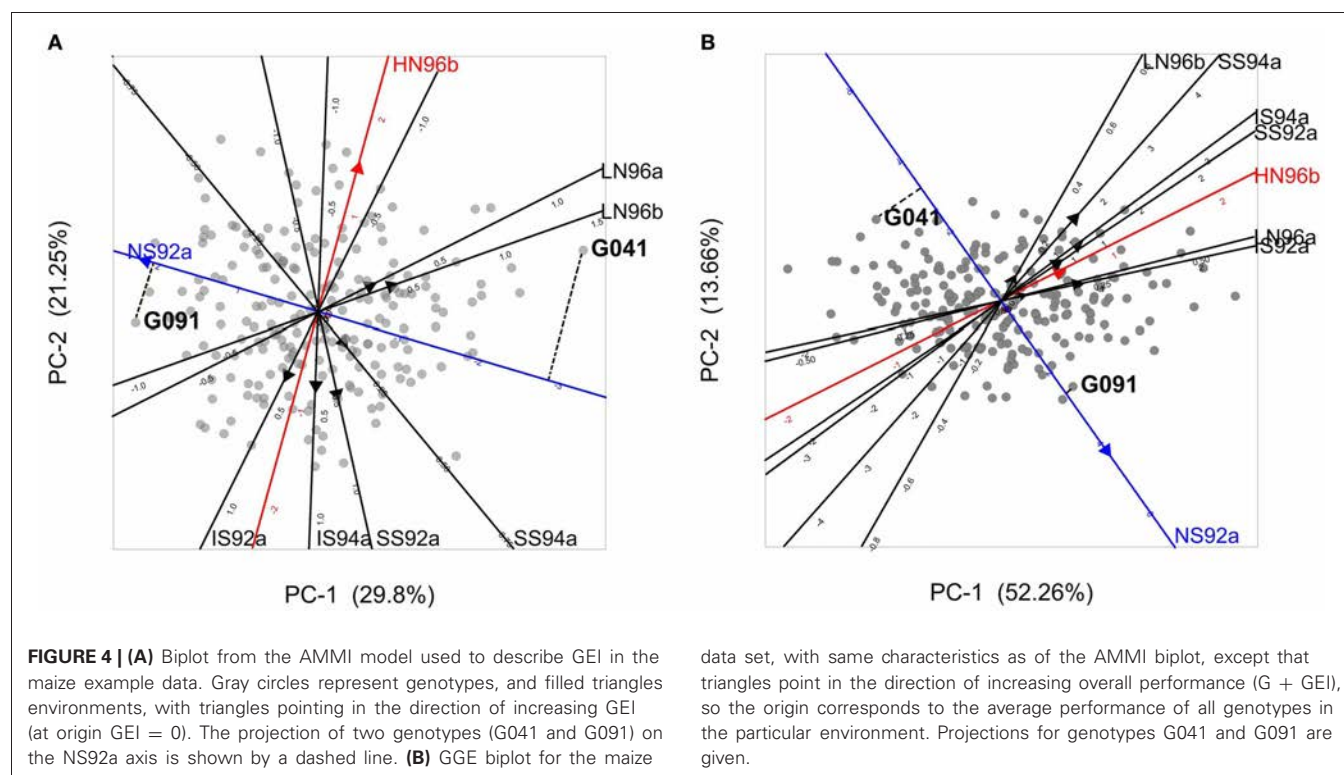 A
HN96b
LN96a
LN96b
G041
NS92a
G091
IS92a
IS94a
SS92a
SS94a
PC-2 (21.25%)
PC-1 (29.8%)
B
LN96b
SS94a
IS94a
SS92a
HN96b
LN96a
IS92a
G041
G091
NS92a
PC-2 (13.66%)
PC-1 (52.26%)
FIGURE 4 | (A) Biplot from the AMMI model used to describe GEI in the
maize example data. Gray circles represent genotypes, and filled triangles
environments, with triangles pointing in the direction of increasing GEI
(at origin GEI = 0). The projection of two genotypes (G041 and G091) on
the NS92a axis is shown by a dashed line. (B) GGE biplot for the maize
data set, with same characteristics as of the AMMI biplot, except that
triangles point in the direction of increasing overall performance (G + GEI),
so the origin corresponds to the average performance of all genotypes in
the particular environment. Projections for genotypes G041 and G091 are
given.